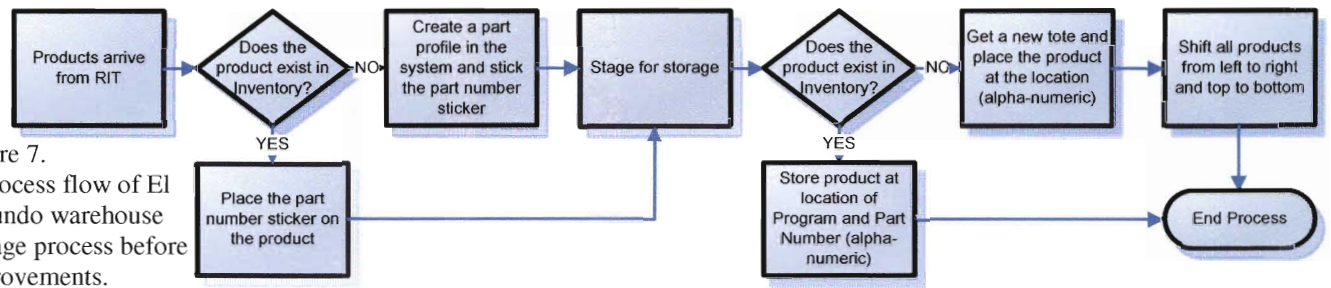 Products arrive
from RIT
Does the
product exist in
Inventory?
NO
Create a part
profile in the
system and stick
the part number
sticker
Stage for storage
Does the
product exist in
Inventory?
NO
Get a new tote and
place the product
at the location
(alpha-numeric)
Shift all products
from left to right
and top to bottom
YES
Place the part
number sticker on
the product
YES
Store product at
location of
Program and Part
Number (alpha-
numeric)
End Process
re 7.
ocess flow of El
undo warehouse
nge process before
rovements.